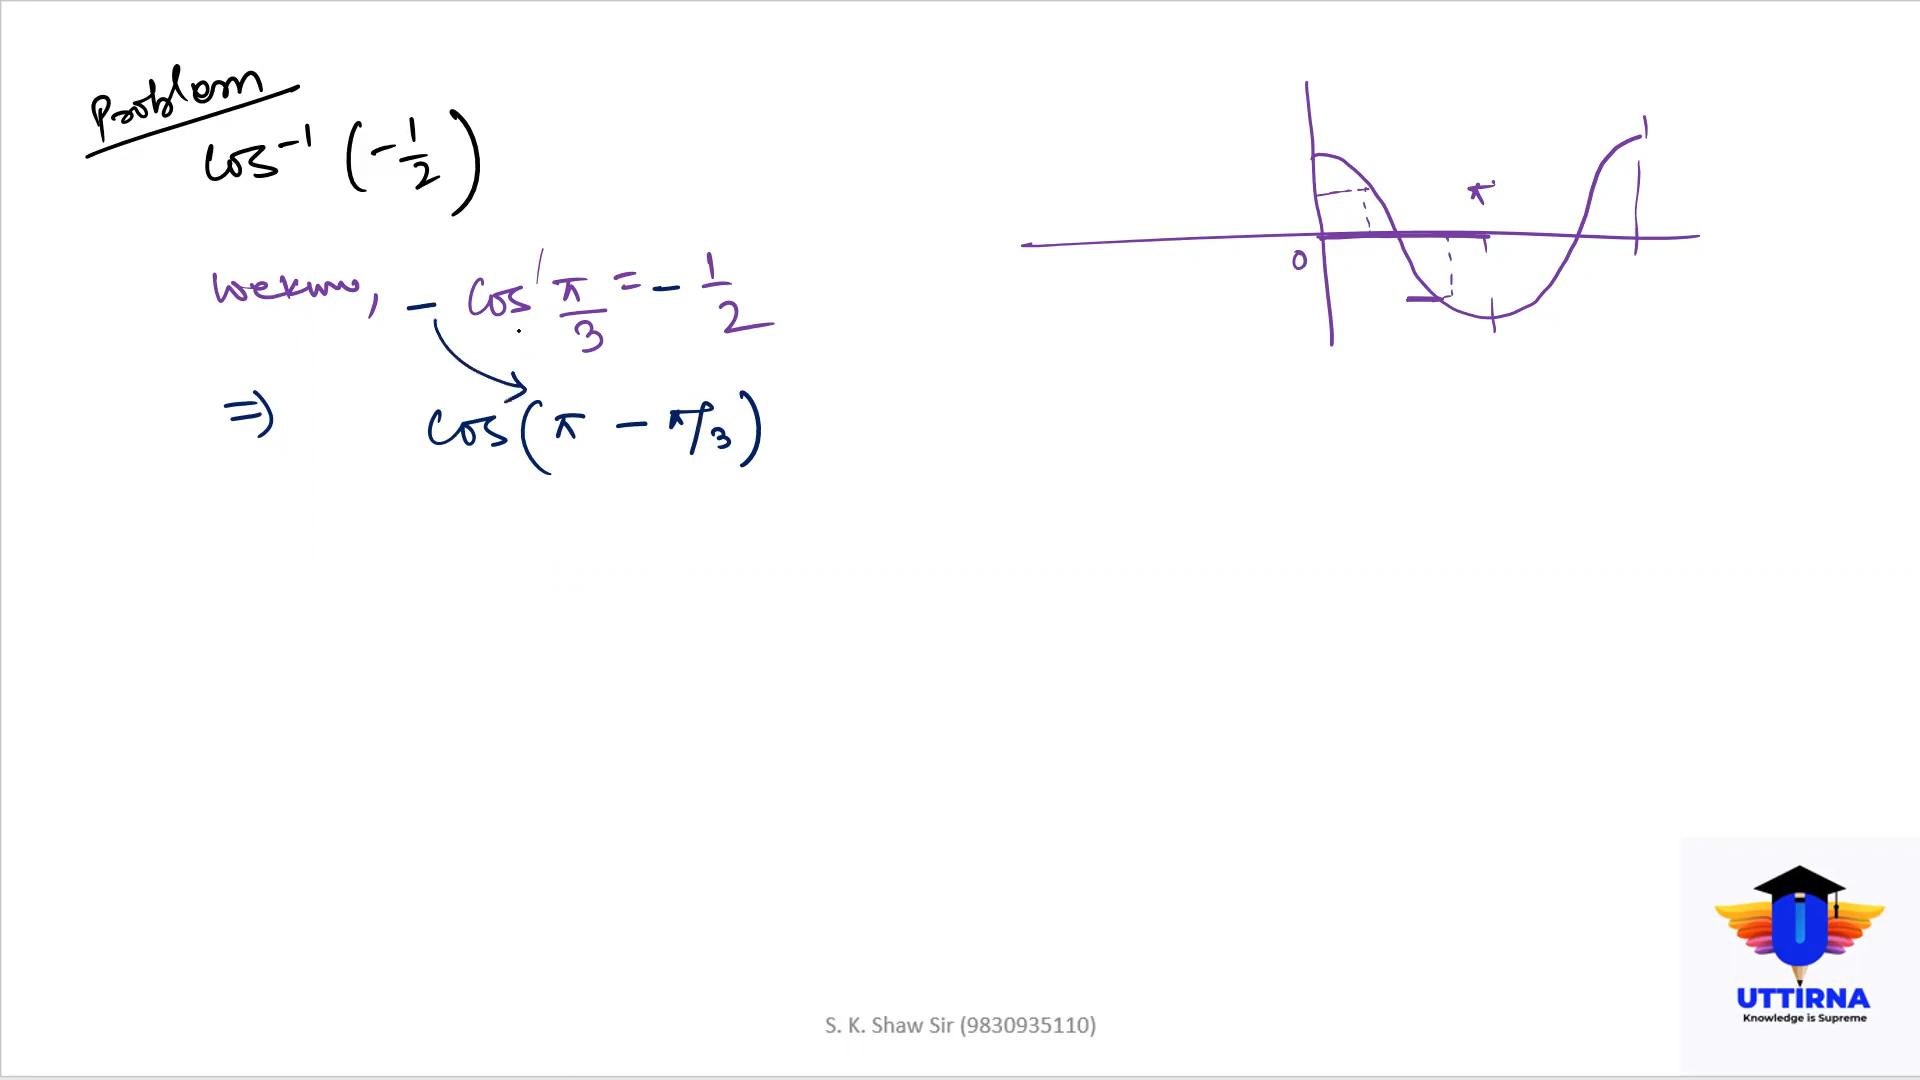 Problem
cos⁻¹ (-1/2)
We know, - cos π/3 = - 1/2
⇒ cos(π - π/3)
π
0
S. K. Shaw Sir (9830935110)
UTTIRNA
Knowledge is Supreme